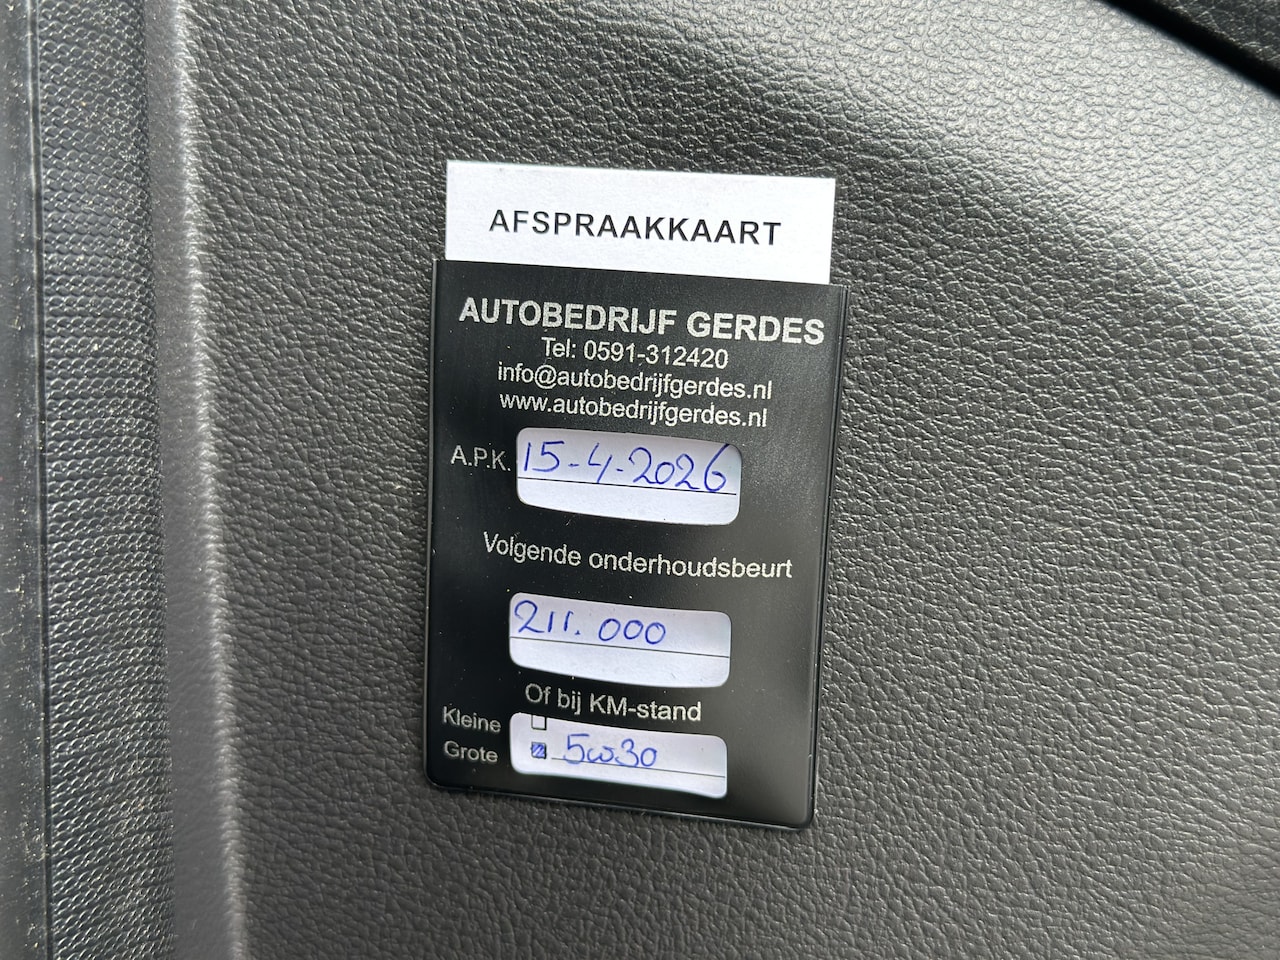 AFSPRAAKKAART
AUTOBEDRIJF GERDES
Tel: 0591-312420
info@autobedrijfgerdes.nl
www.autobedrijfgerdes.nl
A.P.K. 15-4-2026
Volgende onderhoudsbeurt
211.000
Of bij KM-stand
Kleine
Grote 5w30